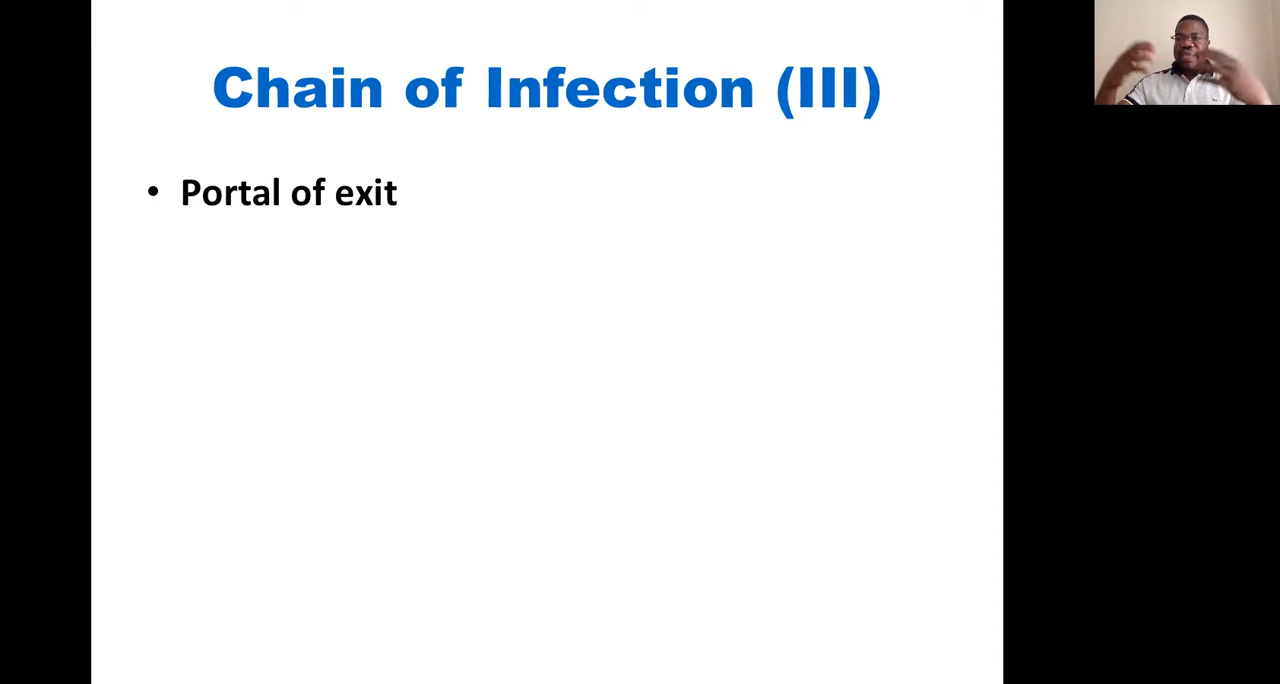 Chain of Infection (III)
• Portal of exit